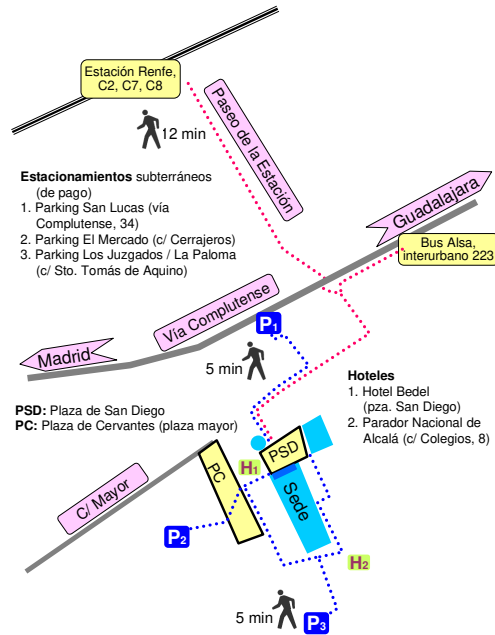 Estación Renfe,
C2, C7, C8
12 min
Paseo de la Estación
Estacionamientos subterráneos
(de pago)
1. Parking San Lucas (vía
Complutense, 34)
2. Parking El Mercado (c/ Cerrajeros)
3. Parking Los Juzgados / La Paloma
(c/ Sto. Tomás de Aquino)
Guadalajara
Bus Alsa,
interurbano 223
Vía Complutense
Madrid
P1
5 min
Hoteles
1. Hotel Bedel
(pza. San Diego)
2. Parador Nacional de
Alcalá (c/ Colegios, 8)
PSD: Plaza de San Diego
PC: Plaza de Cervantes (plaza mayor)
PSD
H1
PC
Sede
C/ Mayor
P2
H2
5 min
P3